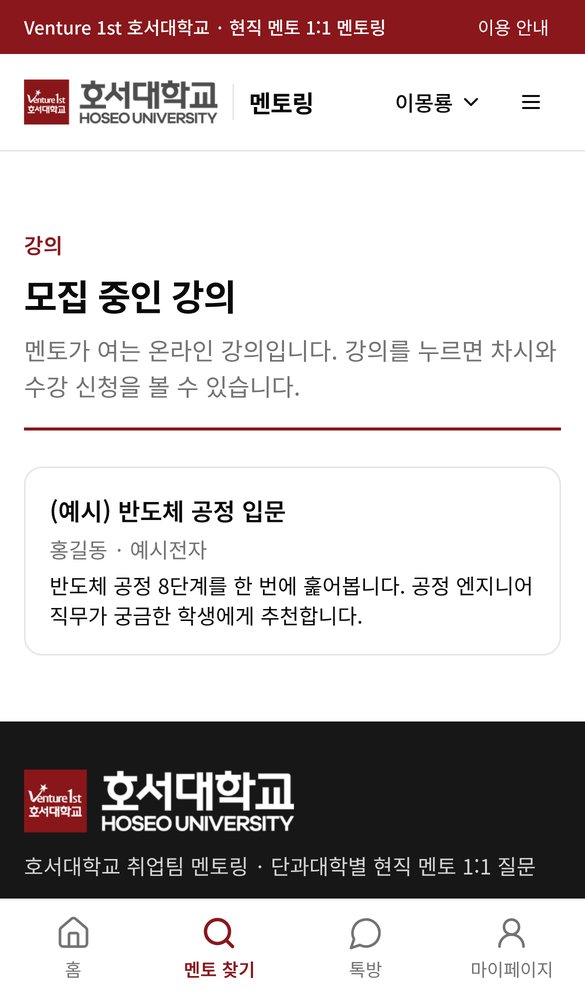 Venture 1st 호서대학교 · 현직 멘토 1:1 멘토링
이용 안내
Venture 1st
호서대학교
호서대학교
HOSEO UNIVERSITY
멘토링
이몽룡
강의
모집 중인 강의
멘토가 여는 온라인 강의입니다. 강의를 누르면 차시와
수강 신청을 볼 수 있습니다.
(예시) 반도체 공정 입문
홍길동 · 예시전자
반도체 공정 8단계를 한 번에 훑어봅니다. 공정 엔지니어
직무가 궁금한 학생에게 추천합니다.
Venture 1st
호서대학교
호서대학교
HOSEO UNIVERSITY
호서대학교 취업팀 멘토링 · 단과대학별 현직 멘토 1:1 질문
홈
멘토 찾기
톡방
마이페이지